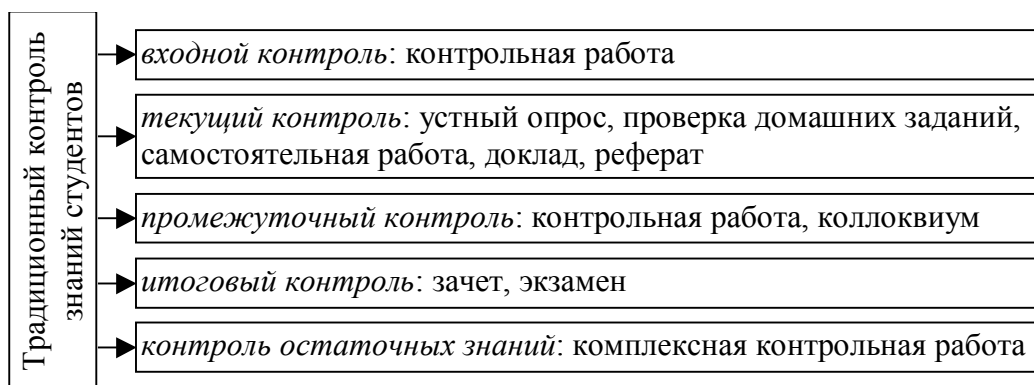 Традиционный контроль
знаний студентов
входной контроль: контрольная работа
текущий контроль: устный опрос, проверка домашних заданий,
самостоятельная работа, доклад, реферат
промежуточный контроль: контрольная работа, коллоквиум
итоговый контроль: зачет, экзамен
контроль остаточных знаний: комплексная контрольная работа